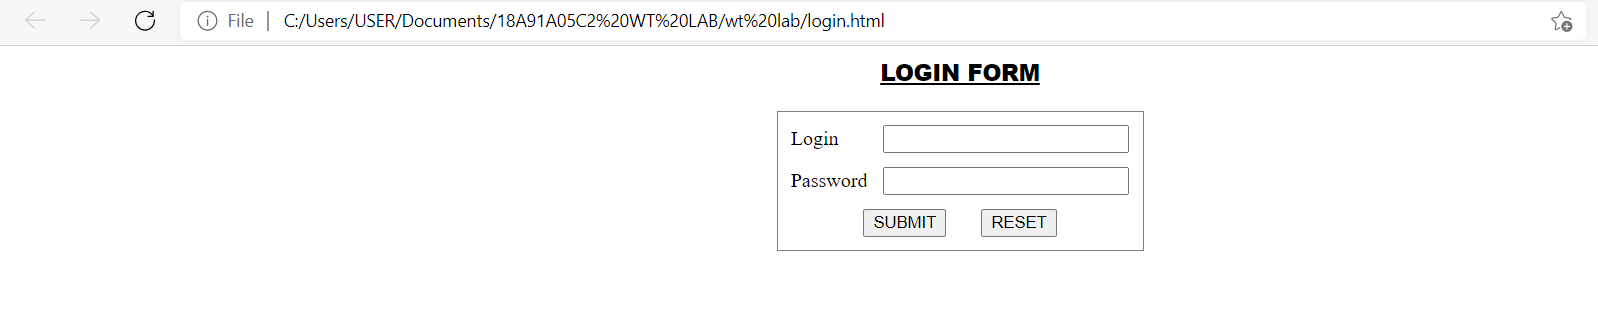 File | C:/Users/USER/Documents/18A91A05C2%20WT%20LAB/wt%20lab/login.html
LOGIN FORM
Login
Password
SUBMIT RESET